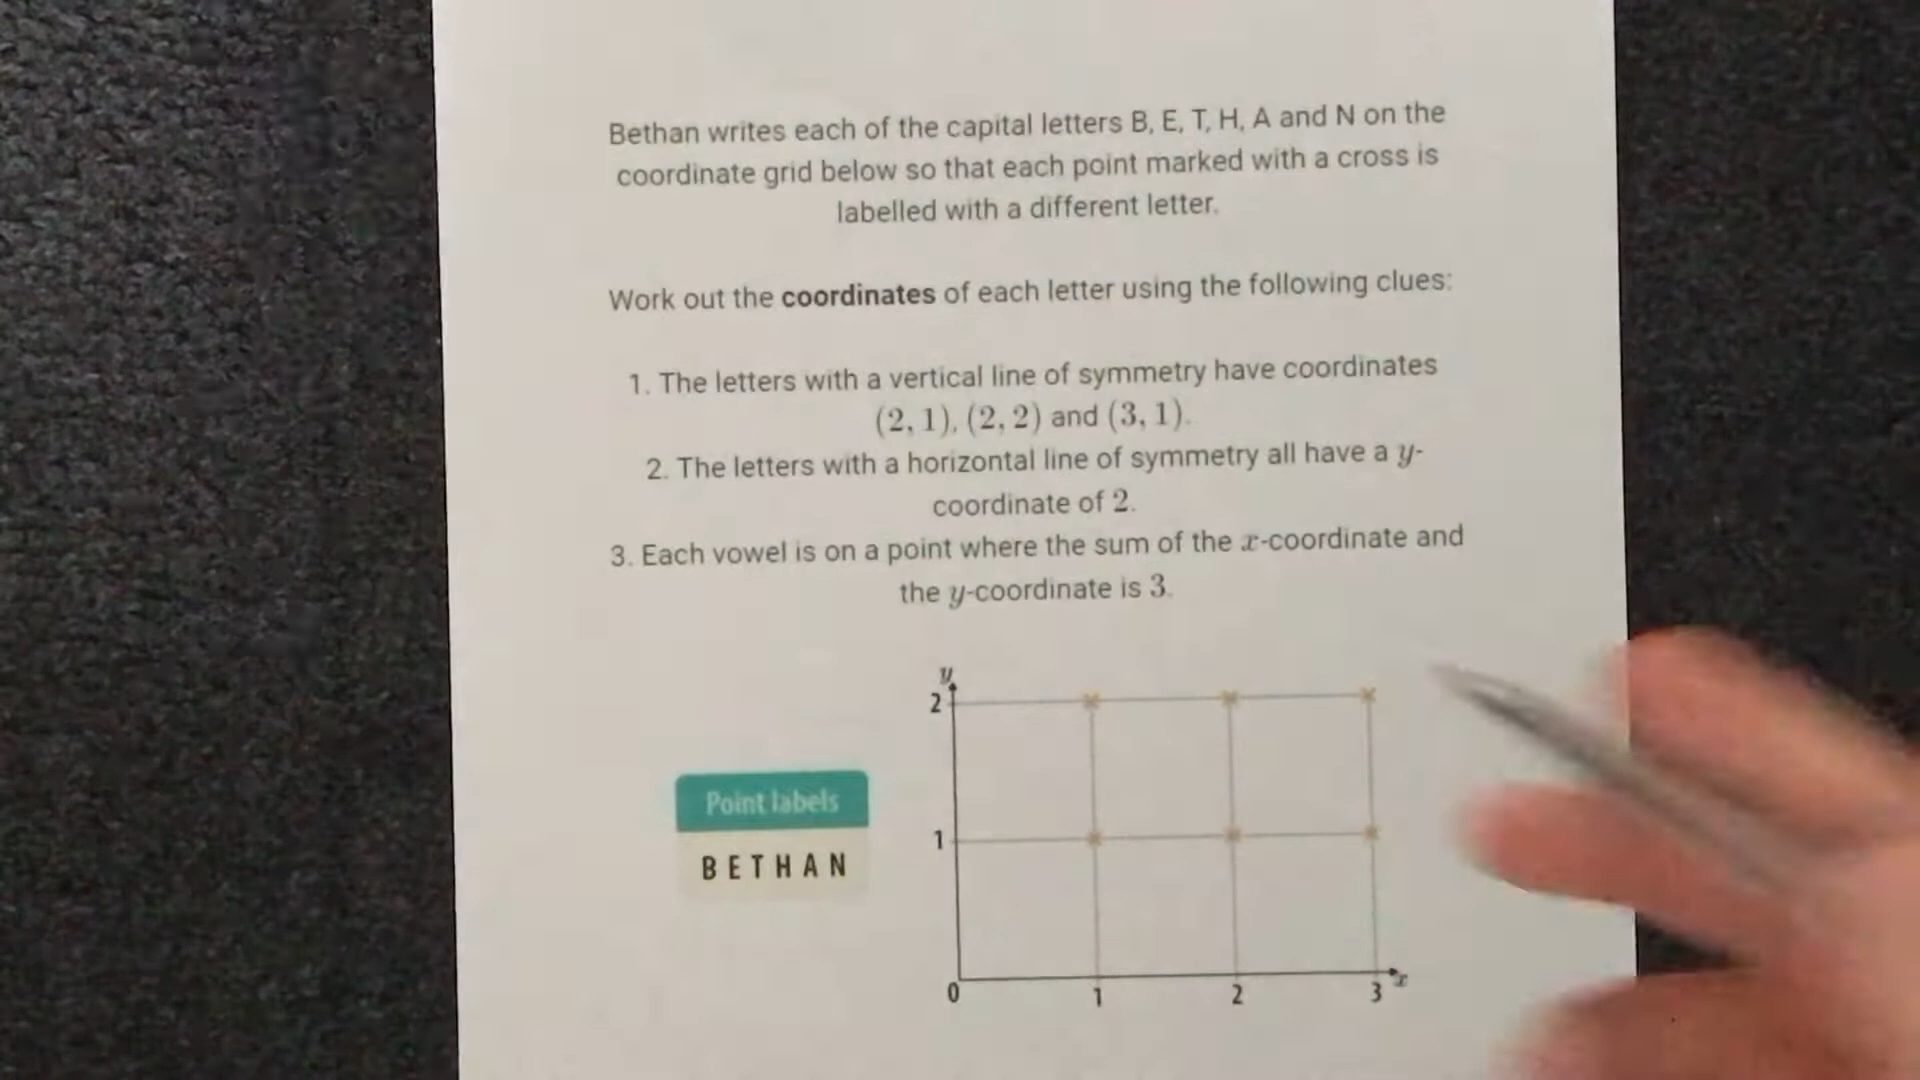 Bethan writes each of the capital letters B, E, T, H, A and N on the
coordinate grid below so that each point marked with a cross is
labelled with a different letter.
Work out the coordinates of each letter using the following clues:
1. The letters with a vertical line of symmetry have coordinates
(2, 1), (2, 2) and (3, 1).
2. The letters with a horizontal line of symmetry all have a y-
coordinate of 2.
3. Each vowel is on a point where the sum of the x-coordinate and
the y-coordinate is 3.
y
2
Point labels
1
BETHAN
0 1 2 3 x